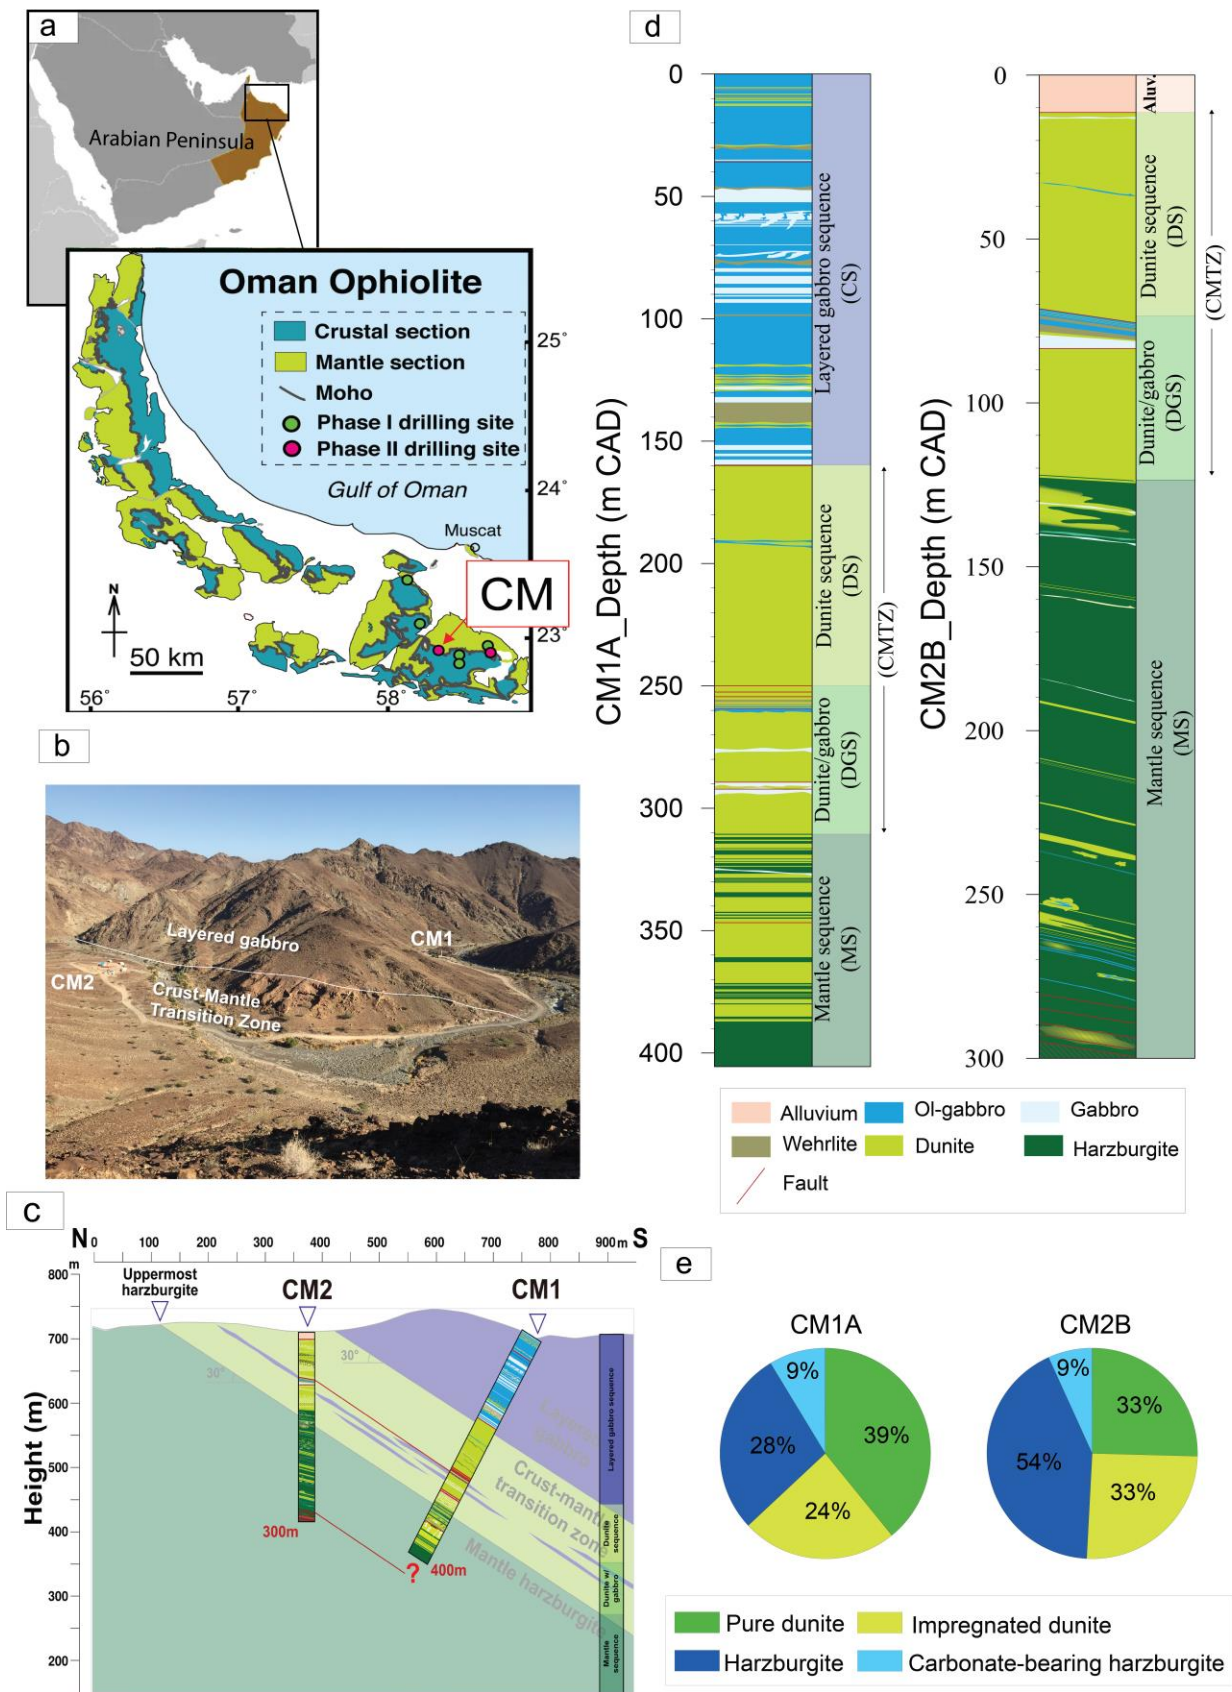 a
Arabian Peninsula
Oman Ophiolite
Crustal section
Mantle section
Moho
Phase I drilling site
Phase II drilling site
Gulf of Oman
Muscat
CM
N
50 km
25°
24°
23°
56°
57°
58°
b
Layered gabbro
CM1
CM2
Crust-Mantle
Transition Zone
c
N
0
100
200
300
400
500
600
700
800
900m
S
m
800
700
600
500
400
300
200
Height (m)
Uppermost
harzburgite
CM2
CM1
30°
30°
Layered
gabbro
Crust-mantle
transition zone
Mantle harzburgite
300m
?
400m
Layered gabbro sequence
Dunite
sequence
Dunite w/
gabbro
Mantle
sequence
d
CM1A_Depth (m CAD)
0
50
100
150
200
250
300
350
400
Layered gabbro sequence
(CS)
Dunite sequence
(DS)
Dunite/gabbro
(DGS)
Mantle sequence
(MS)
(CMTZ)
CM2B_Depth (m CAD)
0
50
100
150
200
250
300
Aluv.
Dunite sequence
(DS)
Dunite/gabbro
(DGS)
Mantle sequence
(MS)
(CMTZ)
Alluvium
Ol-gabbro
Gabbro
Wehrlite
Dunite
Harzburgite
Fault
e
CM1A
9%
39%
28%
24%
CM2B
9%
33%
54%
33%
Pure dunite
Impregnated dunite
Harzburgite
Carbonate-bearing harzburgite